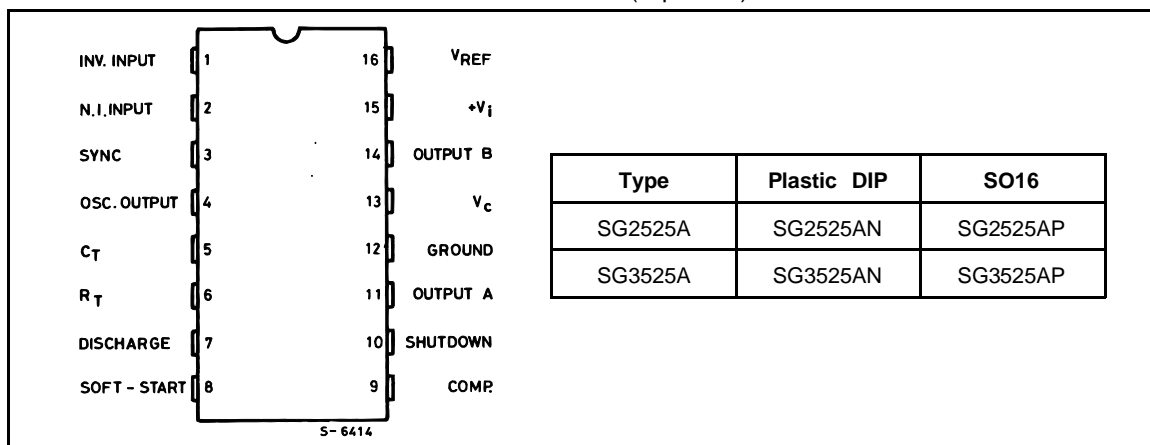 INV. INPUT 1 16 VREF
N.I. INPUT 2 15 +Vi
SYNC 3 14 OUTPUT B
OSC. OUTPUT 4 13 Vc
CT 5 12 GROUND
RT 6 11 OUTPUT A
DISCHARGE 7 10 SHUTDOWN
SOFT - START 8 9 COMP.
S- 6414
Type Plastic DIP SO16
SG2525A SG2525AN SG2525AP
SG3525A SG3525AN SG3525AP